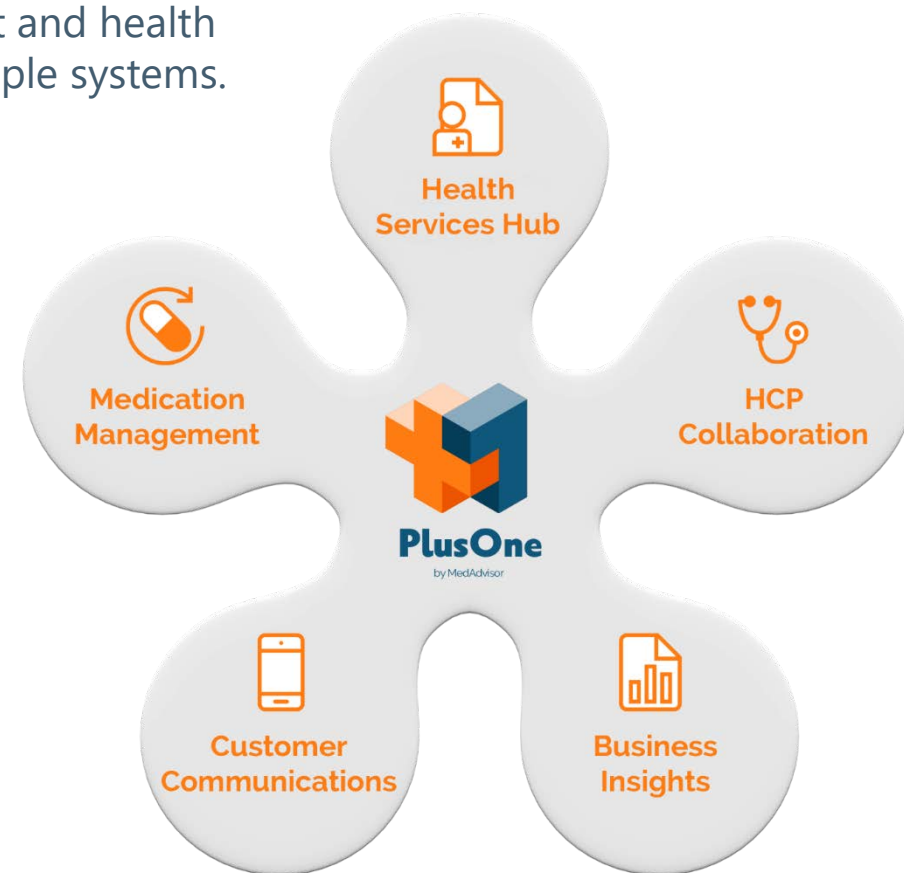 t and health
ple systems.
Health
Services Hub
Medication
Management
HCP
Collaboration
PlusOne
by MedAdvisor
Customer
Communications
Business
Insights